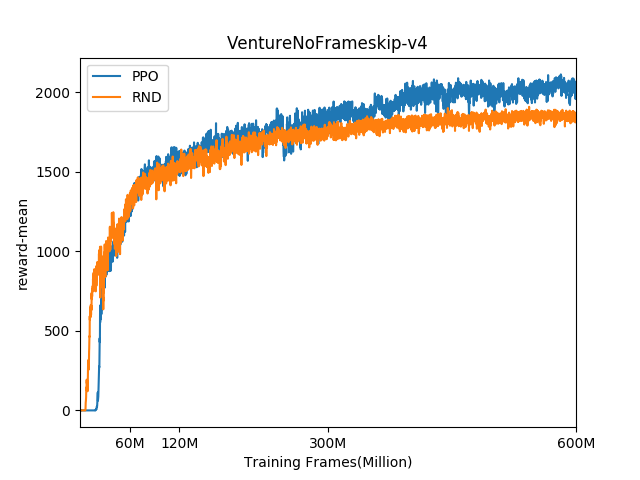 VentureNoFrameskip-v4
PPO
RND
reward-mean
2000
1500
1000
500
0
60M 120M 300M 600M
Training Frames(Million)